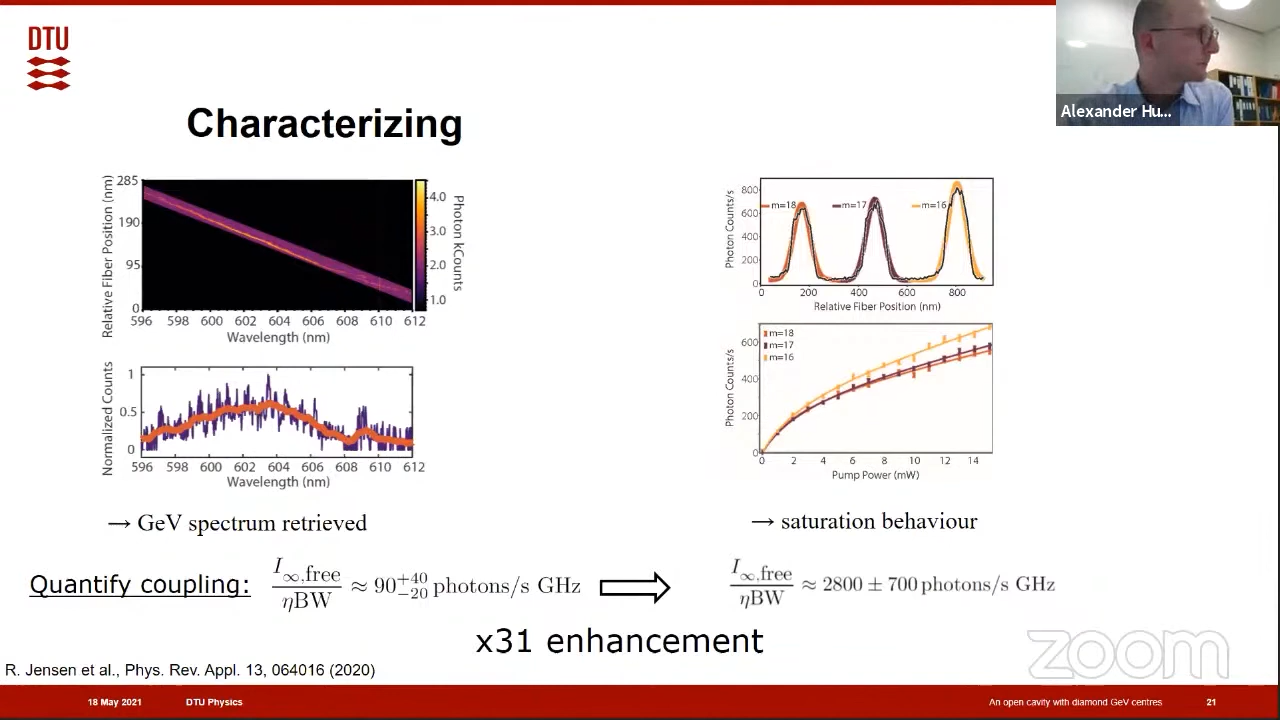 DTU
Alexander Hu...
Characterizing
285
190
95
0
Relative Fiber Position (nm)
596 598 600 602 604 606 608 610 612
Wavelength (nm)
4.0
3.0
2.0
1.0
Photon kCounts
1
0.5
0
Normalized Counts
596 598 600 602 604 606 608 610 612
Wavelength (nm)
→ GeV spectrum retrieved
800
600
400
200
0
Photon Counts/s
m=18 m=17 m=16
0 200 400 600 800
Relative Fiber Position (nm)
600
400
200
0
Photon Counts/s
m=18
m=17
m=16
0 2 4 6 8 10 12 14
Pump Power (mW)
→ saturation behaviour
Quantify coupling: I∞,free/ηBW ≈ 90+40−20 photons/s GHz
I∞,free/ηBW ≈ 2800 ± 700 photons/s GHz
x31 enhancement
zoom
R. Jensen et al., Phys. Rev. Appl. 13, 064016 (2020)
18 May 2021 DTU Physics An open cavity with diamond GeV centres 21